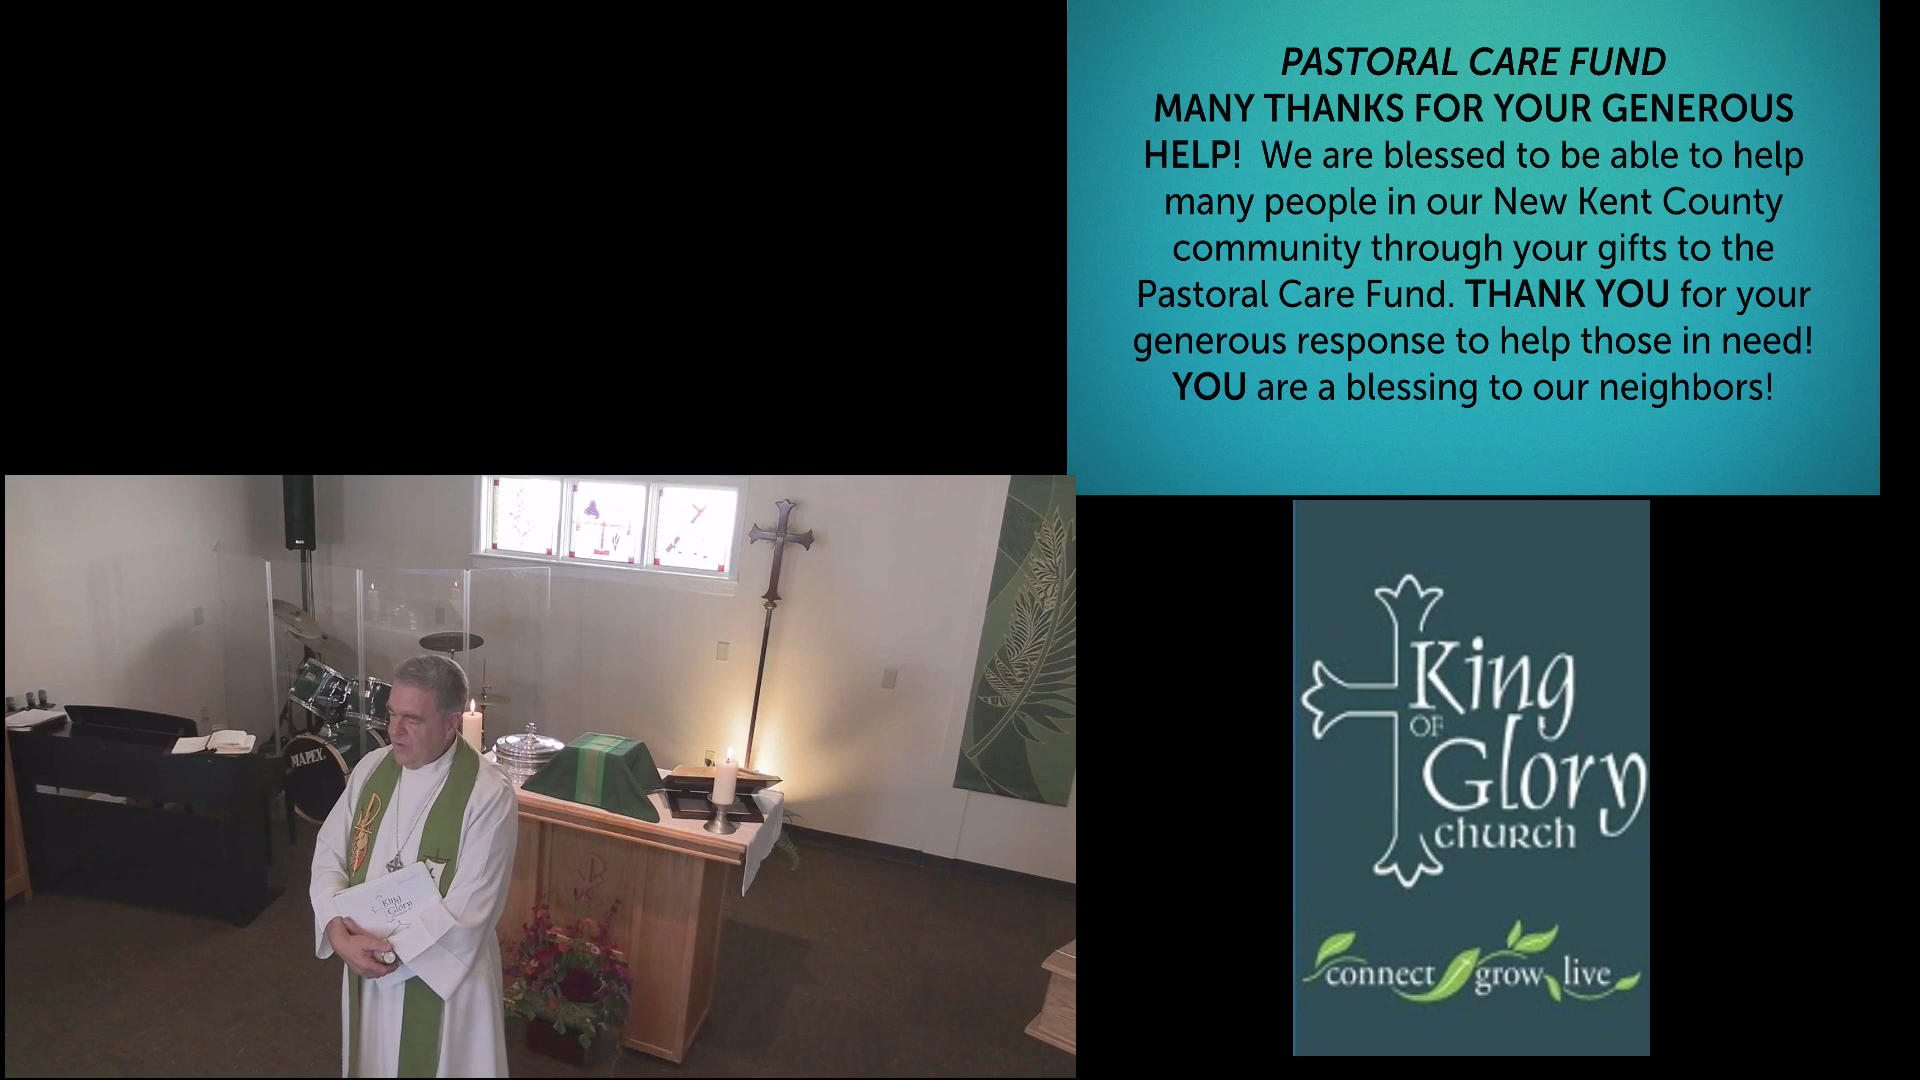 PASTORAL CARE FUND
MANY THANKS FOR YOUR GENEROUS
HELP!  We are blessed to be able to help
many people in our New Kent County
community through your gifts to the
Pastoral Care Fund. THANK YOU for your
generous response to help those in need!
YOU are a blessing to our neighbors!
MAPEX
King
Glory
King
OF
Glory
church
connect grow live